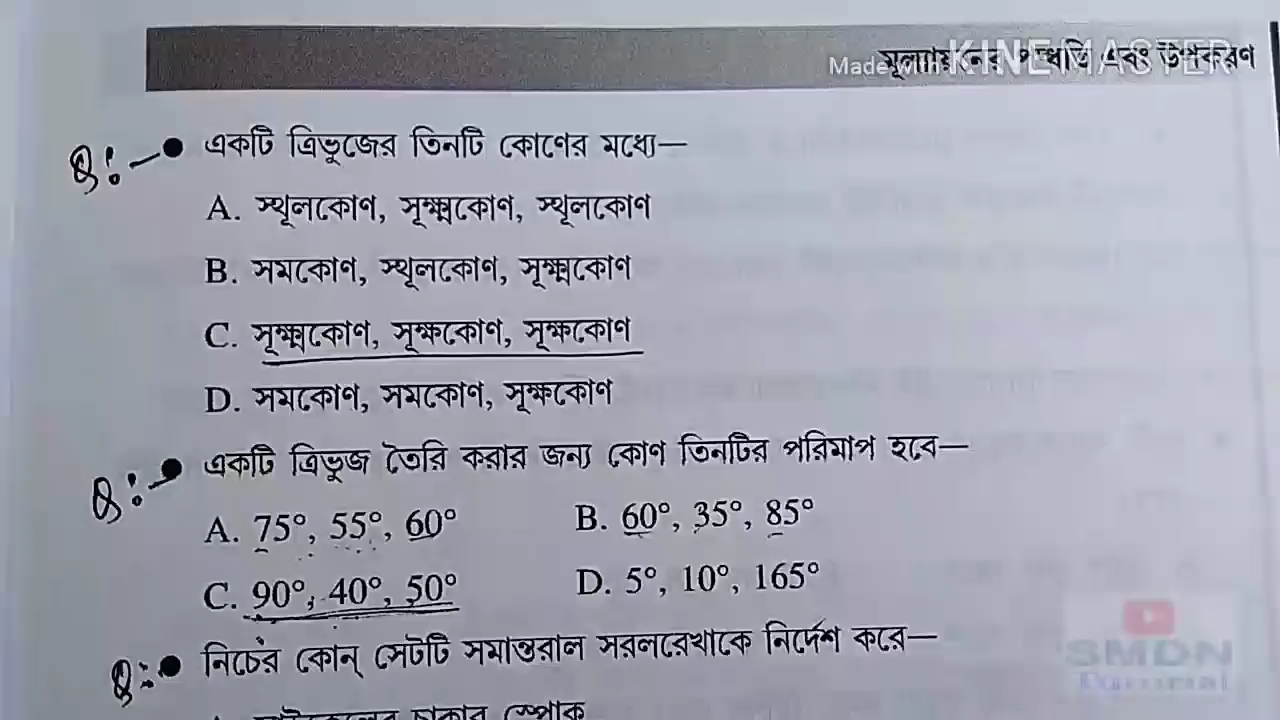 Made with KINEMASTER
মূল্যায়নের পদ্ধতি এবং উপকরণ
Q:- ● একটি ত্রিভুজের তিনটি কোণের মধ্যে—
A. স্থূলকোণ, সূক্ষ্মকোণ, স্থূলকোণ
B. সমকোণ, স্থূলকোণ, সূক্ষ্মকোণ
C. সূক্ষ্মকোণ, সূক্ষকোণ, সূক্ষকোণ
D. সমকোণ, সমকোণ, সূক্ষকোণ
Q:- ● একটি ত্রিভুজ তৈরি করার জন্য কোণ তিনটির পরিমাপ হবে—
A. 75°, 55°, 60° B. 60°, 35°, 85°
C. 90°, 40°, 50° D. 5°, 10°, 165°
Q:- ● নিচের কোন্ সেটটি সমান্তরাল সরলরেখাকে নির্দেশ করে—
চাকার স্পোক
SMDN
Tutorial